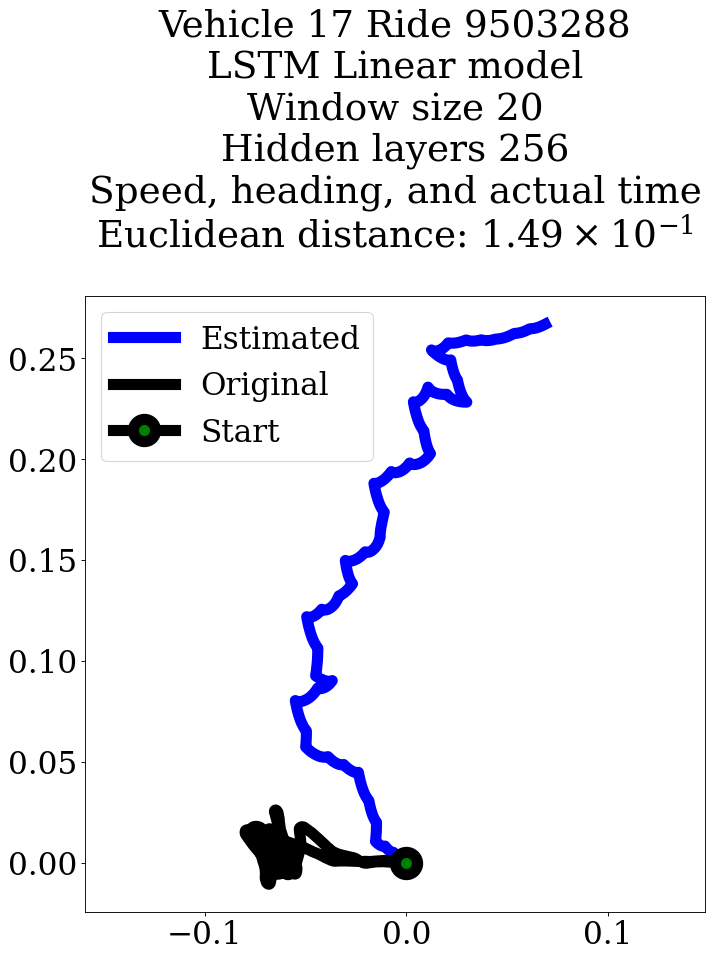 Vehicle 17 Ride 9503288
LSTM Linear model
Window size 20
Hidden layers 256
Speed, heading, and actual time
Euclidean distance: 1.49 × 10⁻¹
Estimated
Original
Start
0.25
0.20
0.15
0.10
0.05
0.00
−0.1 0.0 0.1